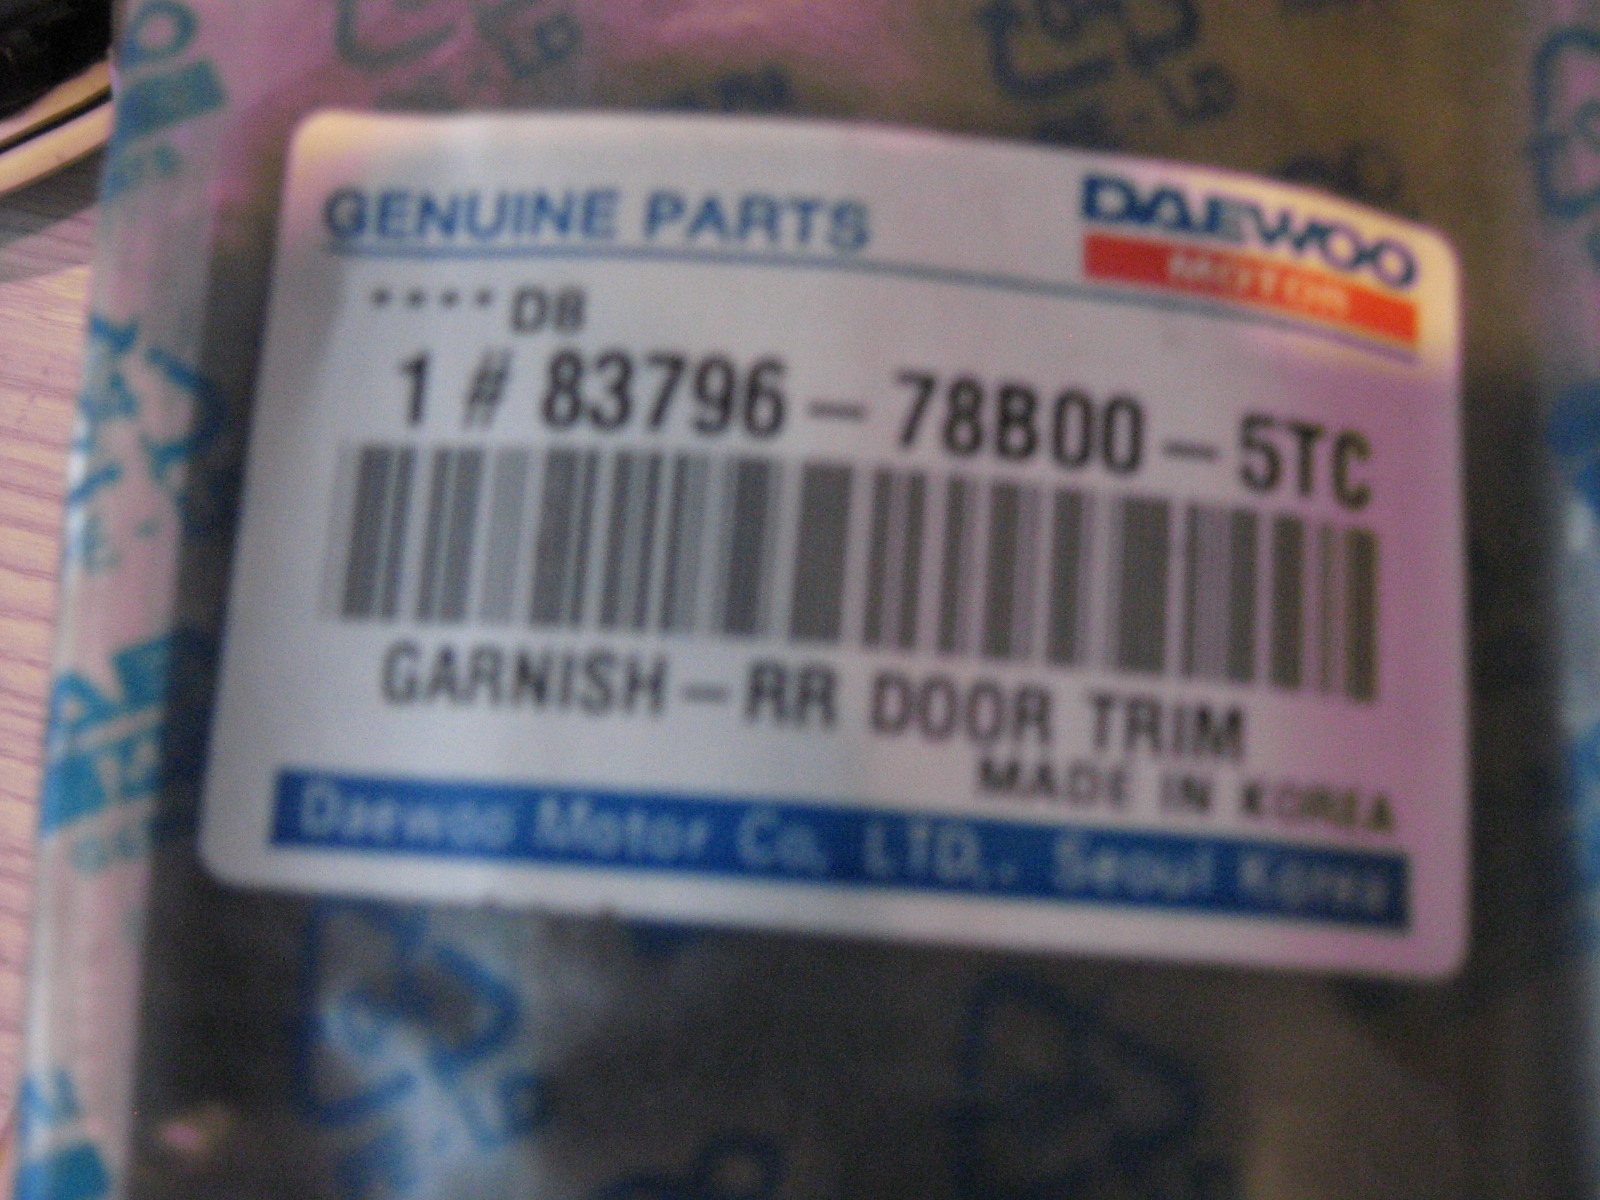 GENUINE PARTS
DAEWOO
MOTOR
**** D8
1 # 83796 - 78B00 - 5TC
GARNISH - RR DOOR TRIM
MADE IN KOREA
Daewoo Motor Co, LTD,. Seoul Korea